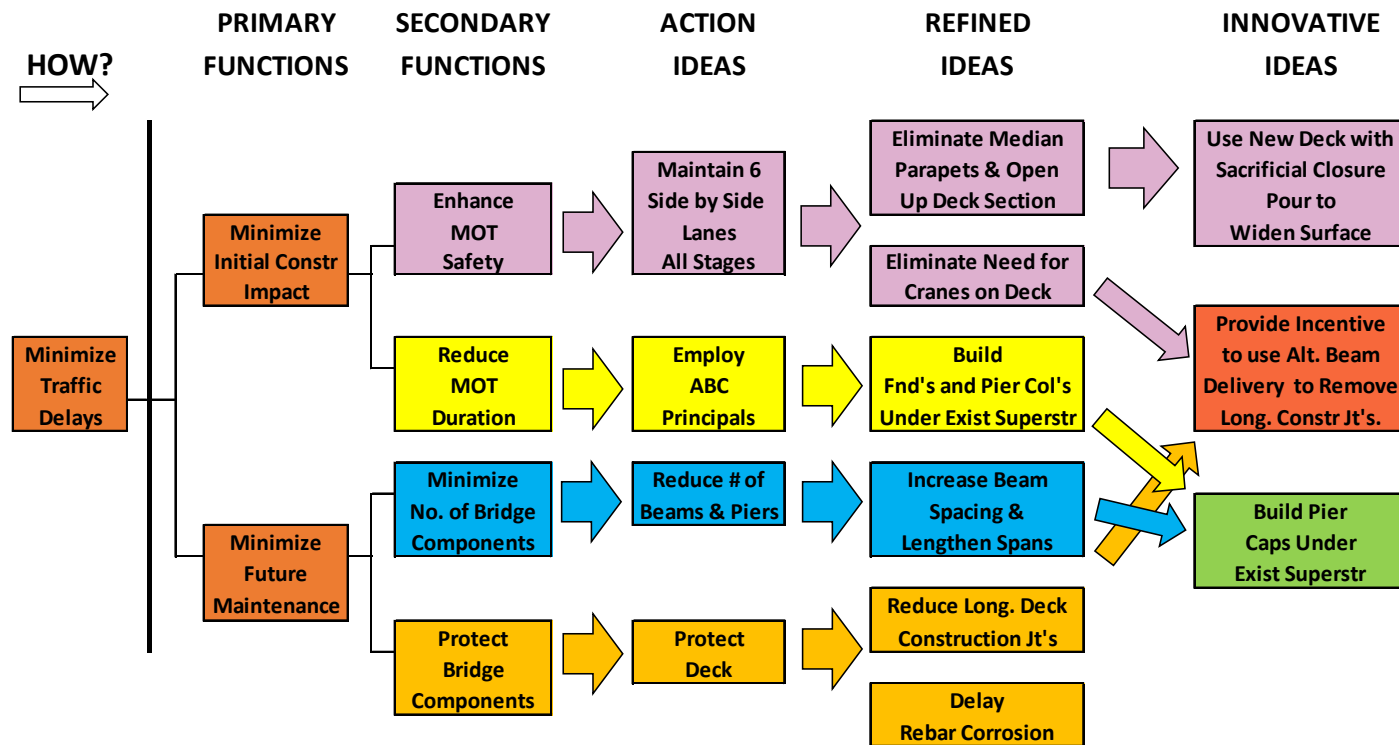 HOW?
PRIMARY
FUNCTIONS
SECONDARY
FUNCTIONS
ACTION
IDEAS
REFINED
IDEAS
INNOVATIVE
IDEAS
Minimize
Traffic
Delays
Minimize
Initial Constr
Impact
Minimize
Future
Maintenance
Enhance
MOT
Safety
Reduce
MOT
Duration
Minimize
No. of Bridge
Components
Protect
Bridge
Components
Maintain 6
Side by Side
Lanes
All Stages
Employ
ABC
Principals
Reduce # of
Beams & Piers
Protect
Deck
Eliminate Median
Parapets & Open
Up Deck Section
Eliminate Need for
Cranes on Deck
Build
Fnd's and Pier Col's
Under Exist Superstr
Increase Beam
Spacing &
Lengthen Spans
Reduce Long. Deck
Construction Jt's
Delay
Rebar Corrosion
Use New Deck with
Sacrificial Closure
Pour to
Widen Surface
Provide Incentive
to use Alt. Beam
Delivery to Remove
Long. Constr Jt's.
Build Pier
Caps Under
Exist Superstr